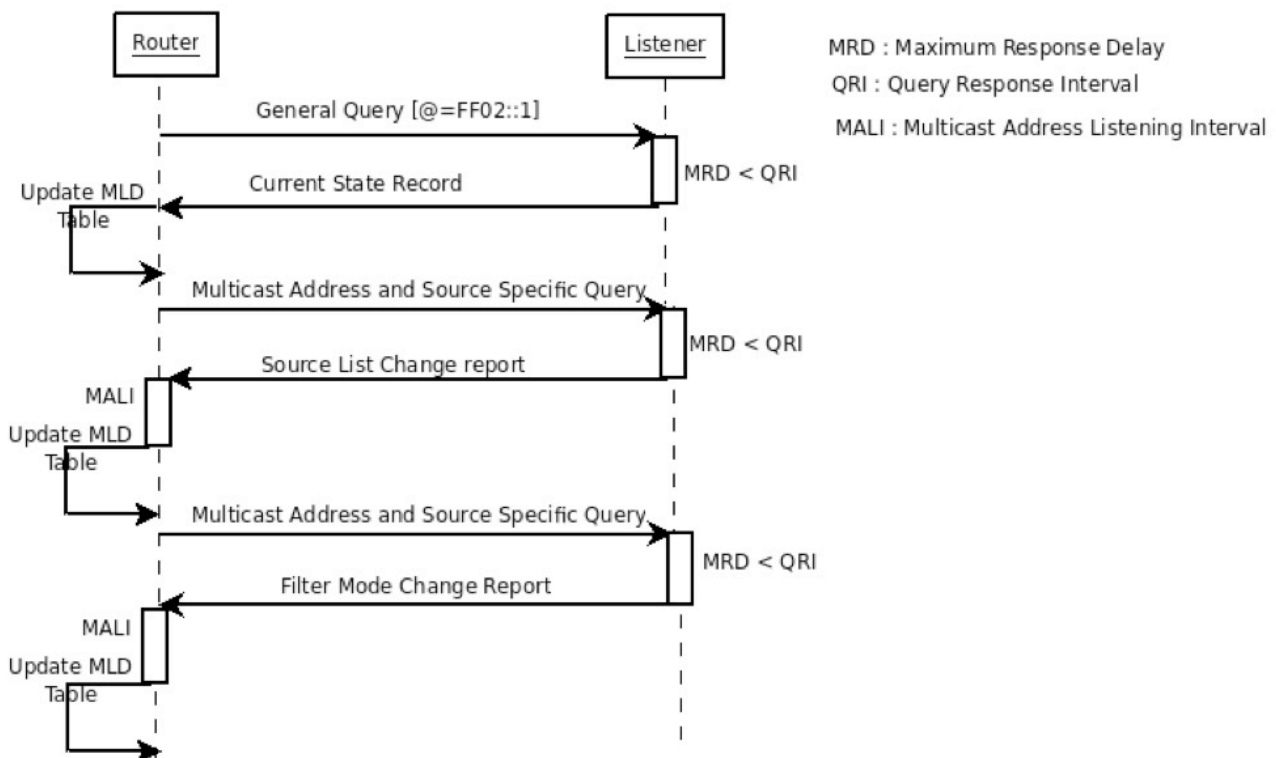 Router
Listener
MRD : Maximum Response Delay
QRI : Query Response Interval
MALI : Multicast Address Listening Interval
General Query [@=FF02::1]
MRD < QRI
Current State Record
Update MLD
Table
Multicast Address and Source Specific Query
MRD < QRI
Source List Change report
MALI
Update MLD
Table
Multicast Address and Source Specific Query
MRD < QRI
Filter Mode Change Report
MALI
Update MLD
Table